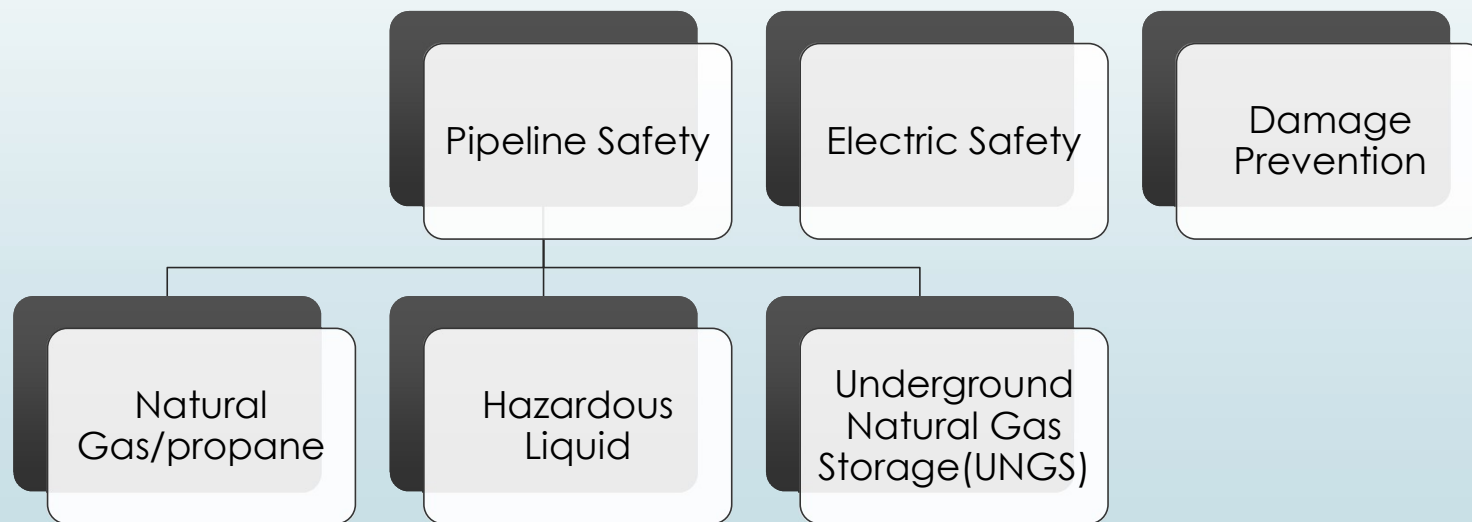 Pipeline Safety
Electric Safety
Damage
Prevention
Natural
Gas/propane
Hazardous
Liquid
Underground
Natural Gas
Storage(UNGS)